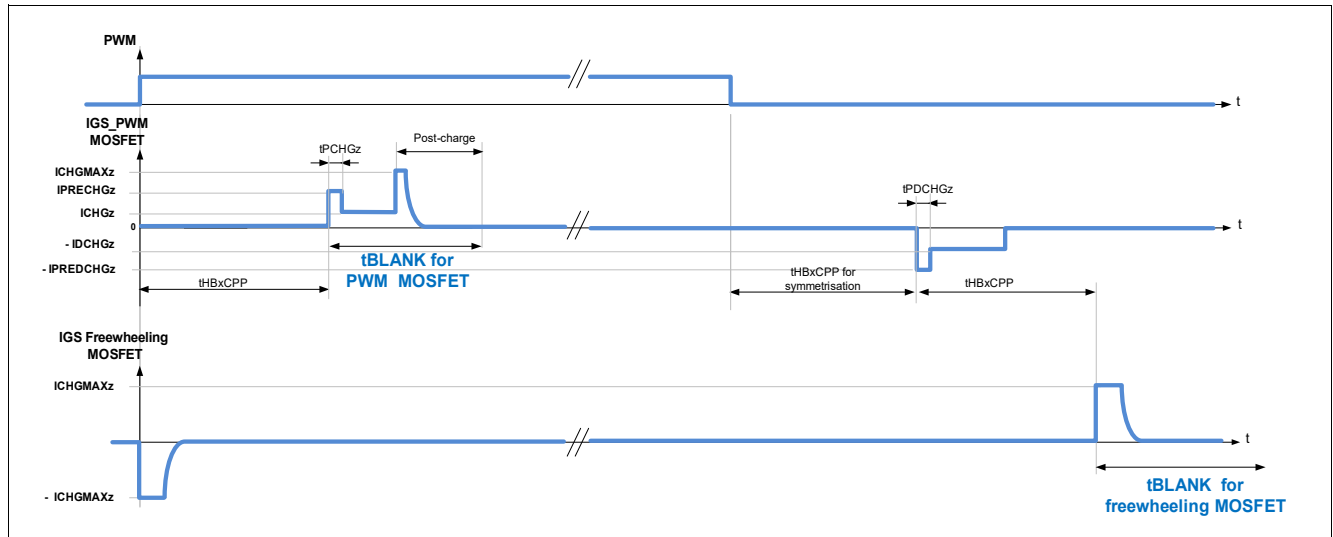 PWM
t
IGS_PWM
MOSFET
tPCHGz
Post-charge
ICHGMAXz
IPRECHGz
ICHGz
0
- IDCHGz
- IPREDCHGz
tPDCHGz
t
tBLANK for
PWM MOSFET
tHBxCPP
tHBxCPP for
symmetrisation
tHBxCPP
IGS Freewheeling
MOSFET
ICHGMAXz
t
- ICHGMAXz
tBLANK for
freewheeling MOSFET